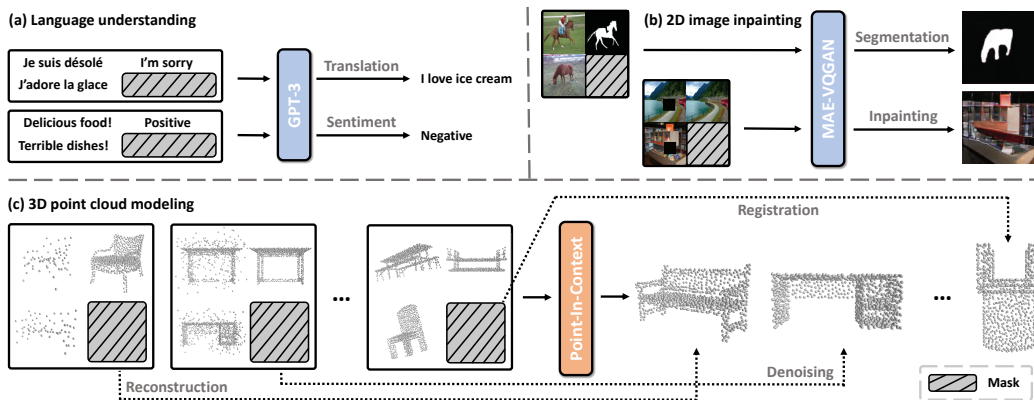 (a) Language understanding
Je suis désolé I'm sorry
J'adore la glace
Delicious food! Positive
Terrible dishes!
GPT-3
Translation
I love ice cream
Sentiment
Negative
(b) 2D image inpainting
MAE-VQGAN
Segmentation
Inpainting
(c) 3D point cloud modeling
...
Point-In-Context
Registration
...
Reconstruction
Denoising
Mask